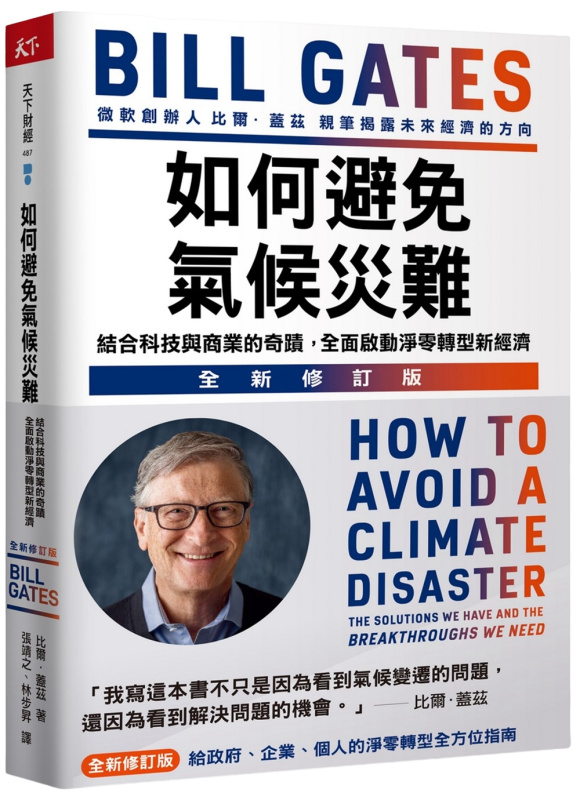 天下
天下財經
487
如何避免氣候災難
結合科技與商業的奇蹟
全面啟動淨零轉型新經濟
全新修訂版
BILL
GATES
比爾·蓋茲 著
張靖之、林步昇 譯
BILL GATES
微軟創辦人 比爾·蓋茲 親筆揭露未來經濟的方向
如何避免
氣候災難
結合科技與商業的奇蹟，全面啟動淨零轉型新經濟
全新修訂版
HOW TO
AVOID A
CLIMATE
DISASTER
THE SOLUTIONS WE HAVE AND THE
BREAKTHROUGHS WE NEED
「我寫這本書不只是因為看到氣候變遷的問題，
還因為看到解決問題的機會。」—— 比爾·蓋茲
全新修訂版 給政府、企業、個人的淨零轉型全方位指南